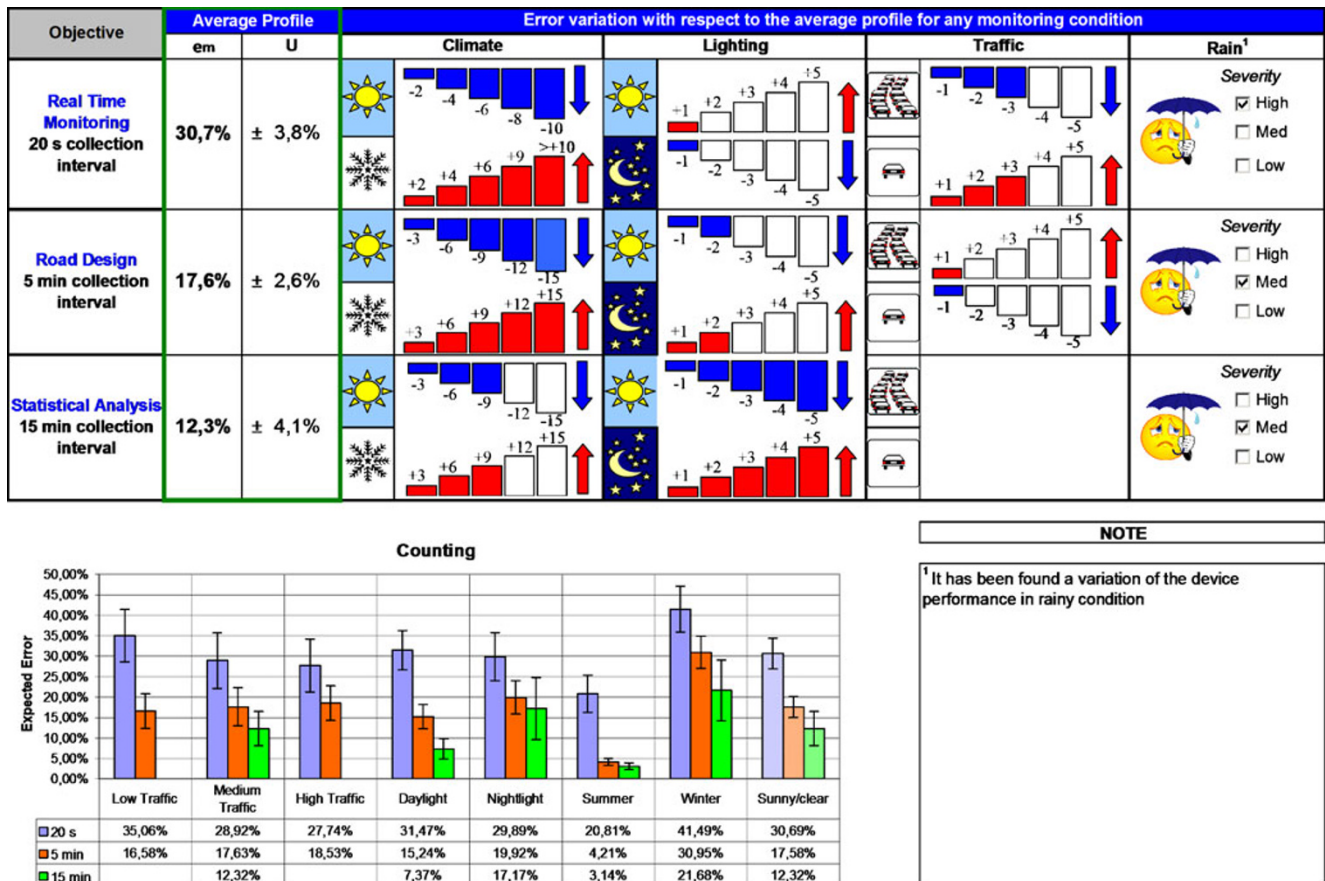 Objective
Average Profile
Error variation with respect to the average profile for any monitoring condition
em U Climate Lighting Traffic Rain¹
Real Time
Monitoring
20 s collection
interval
30,7% ± 3,8%
-2 -4 -6 -8 -10
+2 +4 +6 +9 >+10
+1 +2 +3 +4 +5
-1 -2 -3 -4 -5
-1 -2 -3 -4 -5
+1 +2 +3 +4 +5
Severity
High
Med
Low
Road Design
5 min collection
interval
17,6% ± 2,6%
-3 -6 -9 -12 -15
+3 +6 +9 +12 +15
-1 -2 -3 -4 -5
+1 +2 +3 +4 +5
+1 +2 +3 +4 +5
-1 -2 -3 -4 -5
Severity
High
Med
Low
Statistical Analysis
15 min collection
interval
12,3% ± 4,1%
-3 -6 -9 -12 -15
+3 +6 +9 +12 +15
-1 -2 -3 -4 -5
+1 +2 +3 +4 +5
Severity
High
Med
Low
Counting
Expected Error
50,00%
45,00%
40,00%
35,00%
30,00%
25,00%
20,00%
15,00%
10,00%
5,00%
0,00%
Low Traffic Medium Traffic High Traffic Daylight Nightlight Summer Winter Sunny/clear
20 s 35,06% 28,92% 27,74% 31,47% 29,89% 20,81% 41,49% 30,69%
5 min 16,58% 17,63% 18,53% 15,24% 19,92% 4,21% 30,95% 17,58%
15 min 12,32% 7,37% 17,17% 3,14% 21,68% 12,32%
NOTE
¹ It has been found a variation of the device
performance in rainy condition